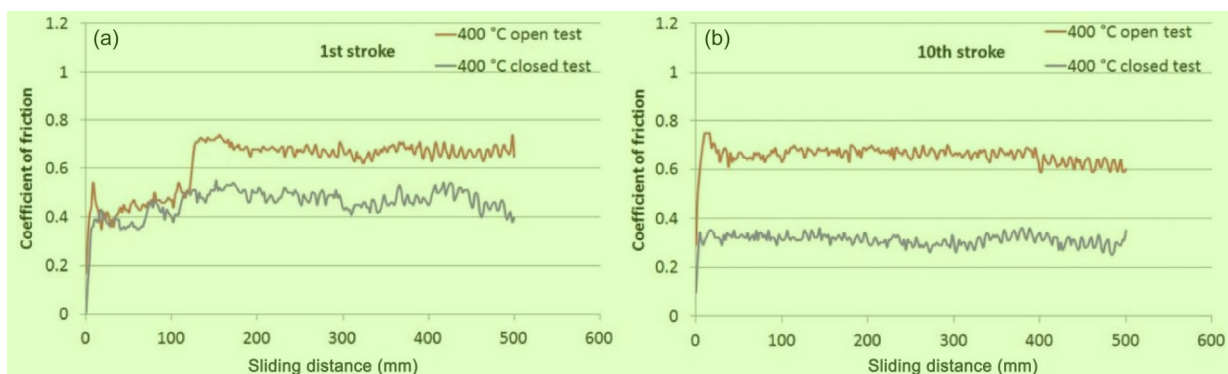 (a)
1st stroke
400 °C open test
400 °C closed test
Coefficient of friction
1.2
1
0.8
0.6
0.4
0.2
0
0
100
200
300
400
500
600
Sliding distance (mm)
(b)
10th stroke
400 °C open test
400 °C closed test
Coefficient of friction
1.2
1
0.8
0.6
0.4
0.2
0
0
100
200
300
400
500
600
Sliding distance (mm)